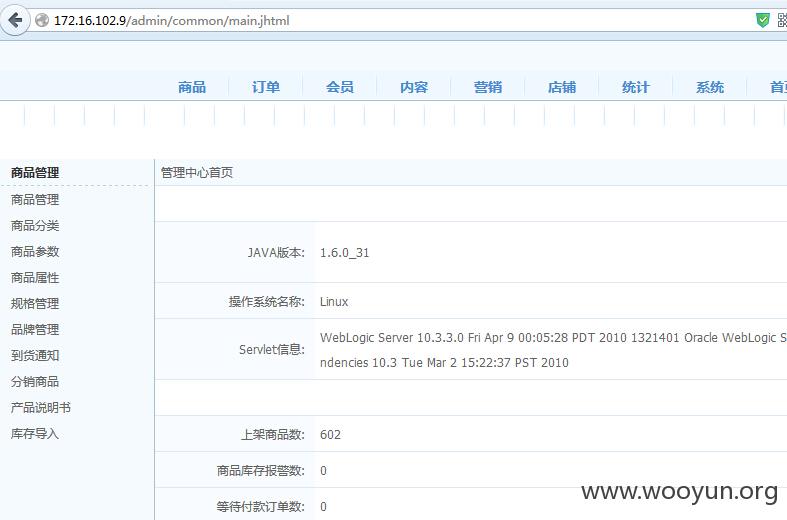 172.16.102.9/admin/common/main.jhtml
商品 订单 会员 内容 营销 店铺 统计 系统
商品管理
商品管理
商品分类
商品参数
商品属性
规格管理
品牌管理
到货通知
分销商品
产品说明书
库存导入
管理中心首页
JAVA版本: 1.6.0_31
操作系统名称: Linux
Servlet信息: WebLogic Server 10.3.3.0 Fri Apr 9 00:05:28 PDT 2010 1321401 Oracle WebLogic S
ndencies 10.3 Tue Mar 2 15:22:37 PST 2010
上架商品数: 602
商品库存报警数: 0
等待付款订单数: 0
www.wooyun.org